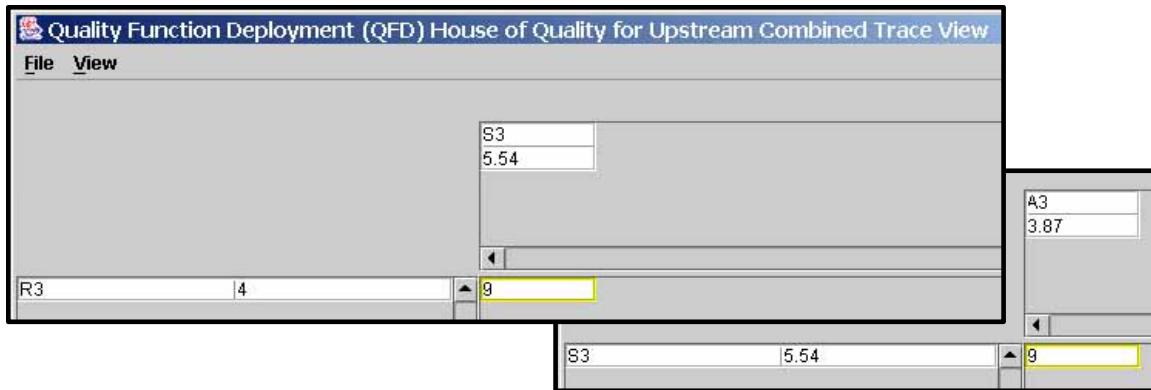 Quality Function Deployment (QFD) House of Quality for Upstream Combined Trace View
File View
S3
5.54
R3 4 9
A3
3.87
S3 5.54 9